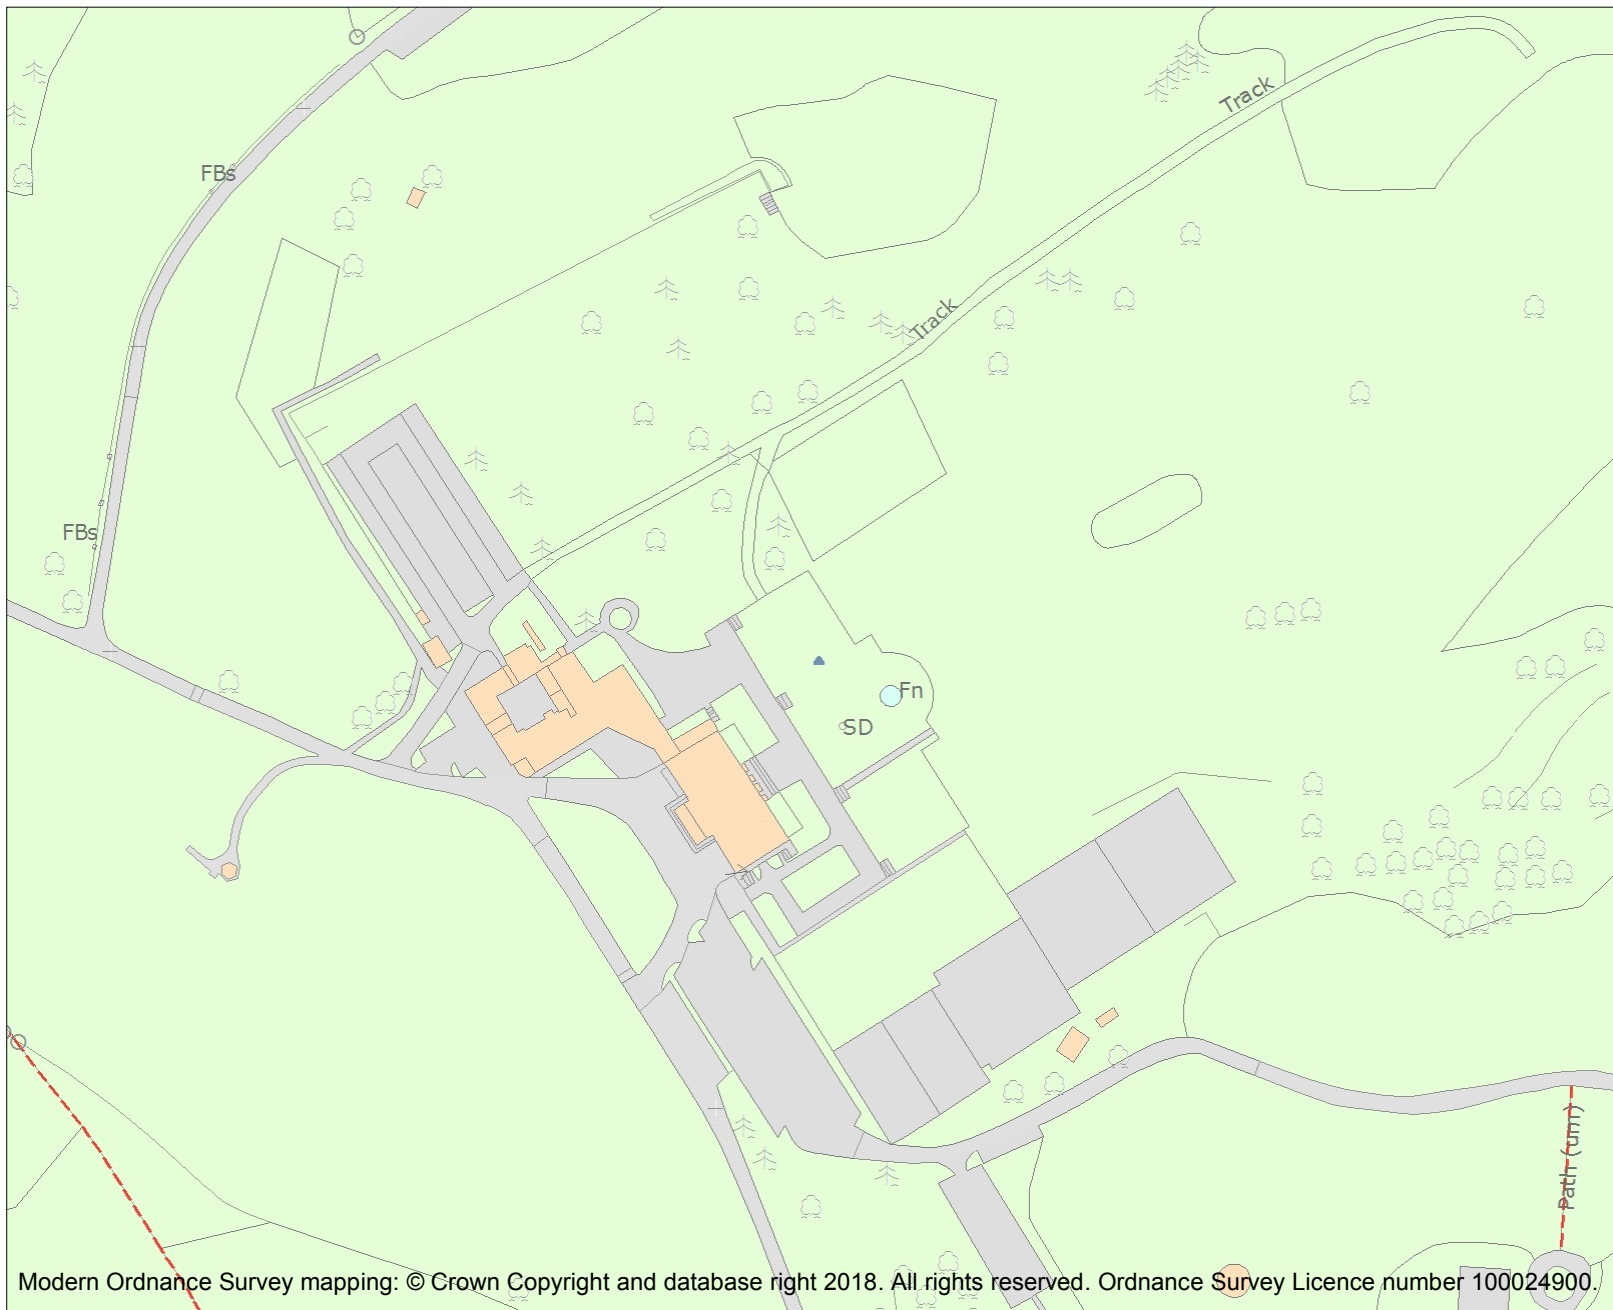 Track
FBs
Track
FBs
Fn
SD
Path (um)
Modern Ordnance Survey mapping: © Crown Copyright and database right 2018. All rights reserved. Ordnance Survey Licence number 100024900.